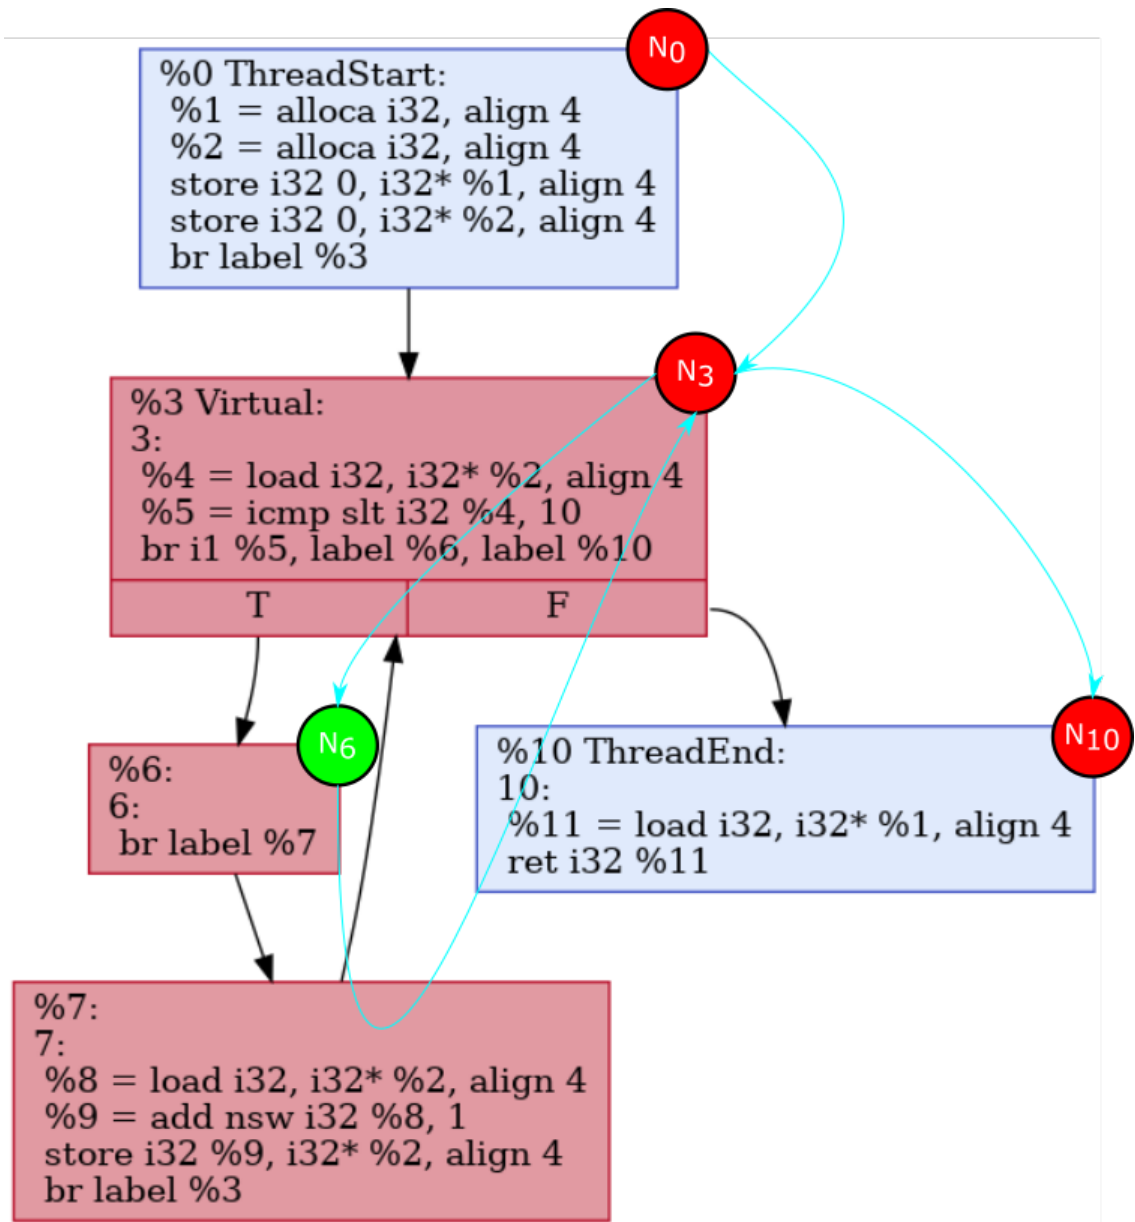 N0
%0 ThreadStart:
%1 = alloca i32, align 4
%2 = alloca i32, align 4
store i32 0, i32* %1, align 4
store i32 0, i32* %2, align 4
br label %3
N3
%3 Virtual:
3:
%4 = load i32, i32* %2, align 4
%5 = icmp slt i32 %4, 10
br i1 %5, label %6, label %10
T F
N6
%6:
6:
br label %7
N10
%10 ThreadEnd:
10:
%11 = load i32, i32* %1, align 4
ret i32 %11
%7:
7:
%8 = load i32, i32* %2, align 4
%9 = add nsw i32 %8, 1
store i32 %9, i32* %2, align 4
br label %3